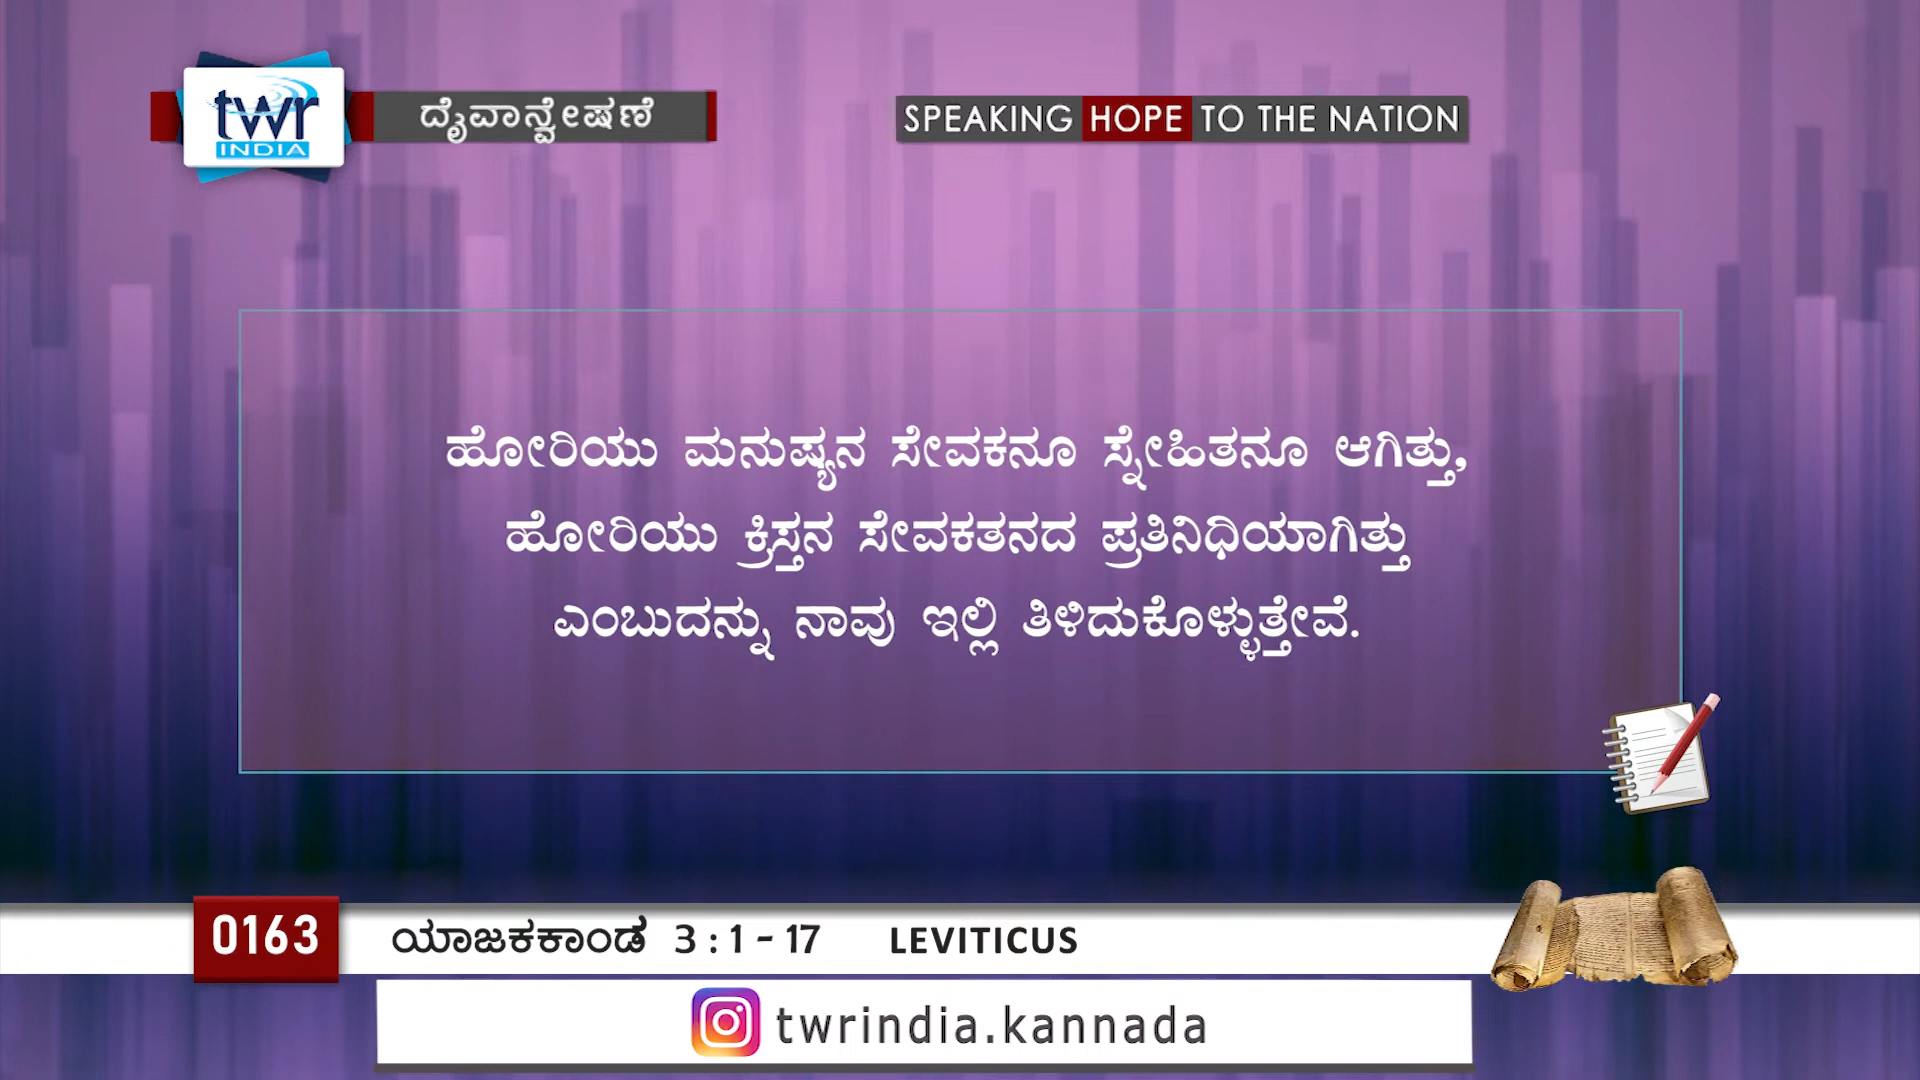 twr
INDIA
ದೈವಾನ್ವೇಷಣೆ
SPEAKING HOPE TO THE NATION
ಹೋರಿಯು ಮನುಷ್ಯನ ಸೇವಕನೂ ಸ್ನೇಹಿತನೂ ಆಗಿತ್ತು,
ಹೋರಿಯು ಕ್ರಿಸ್ತನ ಸೇವಕತನದ ಪ್ರತಿನಿಧಿಯಾಗಿತ್ತು
ಎಂಬುದನ್ನು ನಾವು ಇಲ್ಲಿ ತಿಳಿದುಕೊಳ್ಳುತ್ತೇವೆ.
0163 ಯಾಜಕಕಾಂಡ 3 : 1 - 17 LEVITICUS
twrindia.kannada